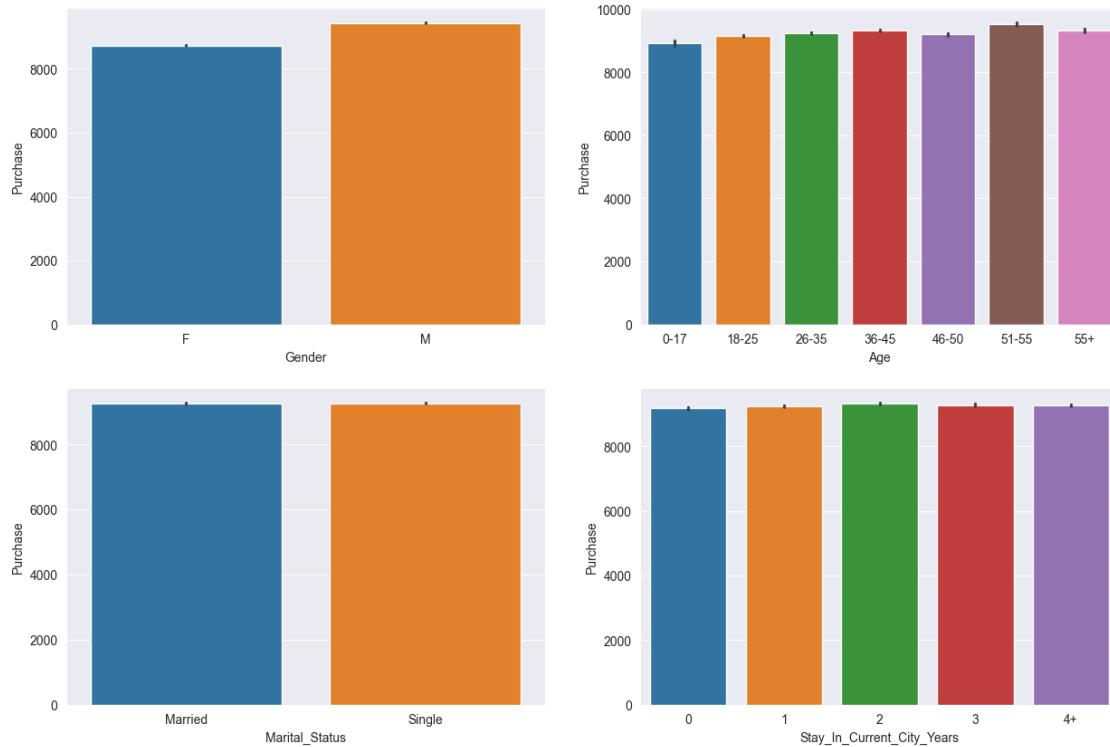 Purchase
8000
6000
4000
2000
0
F M
Gender
Purchase
10000
8000
6000
4000
2000
0
0-17 18-25 26-35 36-45 46-50 51-55 55+
Age
Purchase
8000
6000
4000
2000
0
Married Single
Marital_Status
Purchase
8000
6000
4000
2000
0
0 1 2 3 4+
Stay_In_Current_City_Years